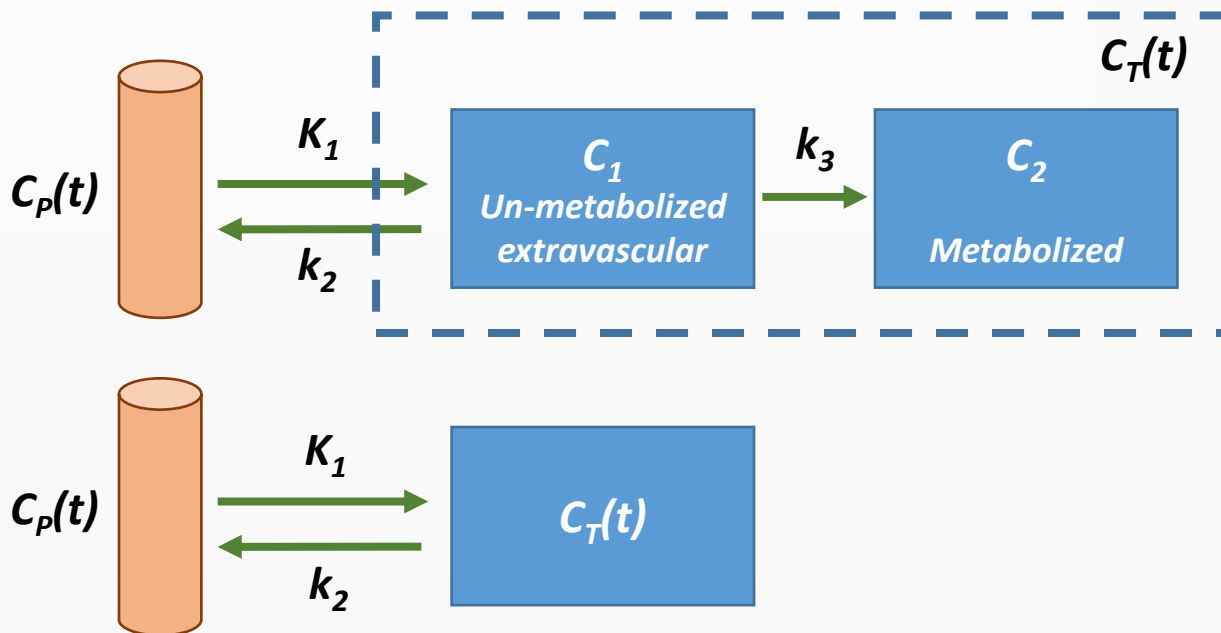 C_T(t)
K_1
C_P(t)
k_2
C_1
Un-metabolized
extravascular
k_3
C_2
Metabolized
K_1
C_P(t)
k_2
C_T(t)